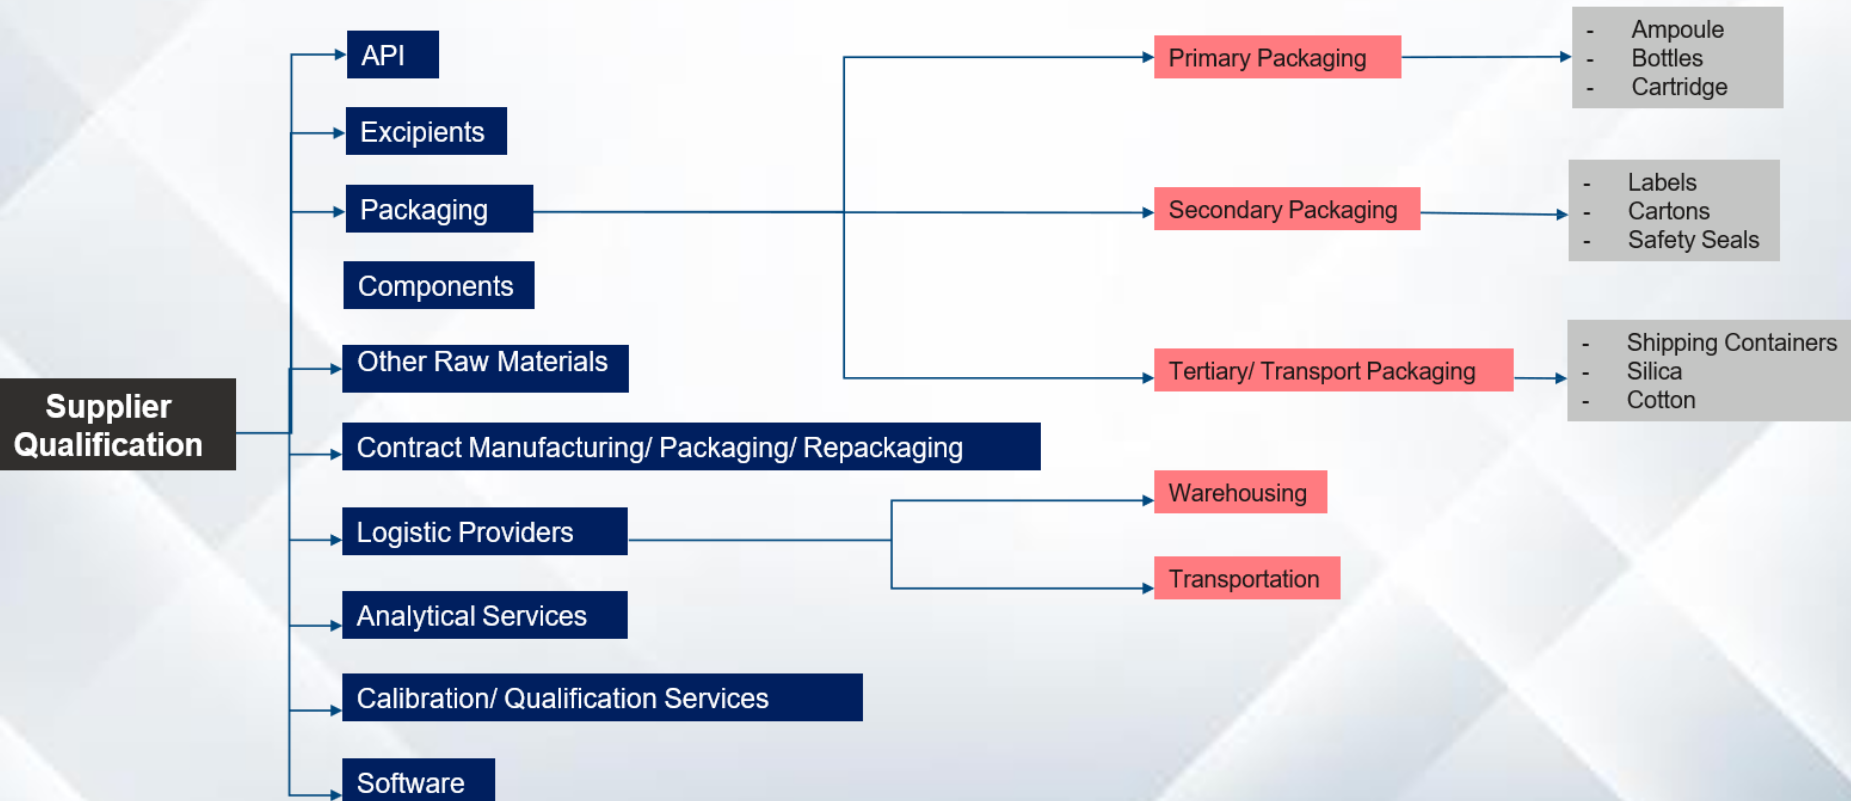 Supplier
Qualification
API
Excipients
Packaging
Components
Other Raw Materials
Contract Manufacturing/ Packaging/ Repackaging
Logistic Providers
Analytical Services
Calibration/ Qualification Services
Software
Primary Packaging
Secondary Packaging
Tertiary/ Transport Packaging
Warehousing
Transportation
- Ampoule
- Bottles
- Cartridge
- Labels
- Cartons
- Safety Seals
- Shipping Containers
- Silica
- Cotton